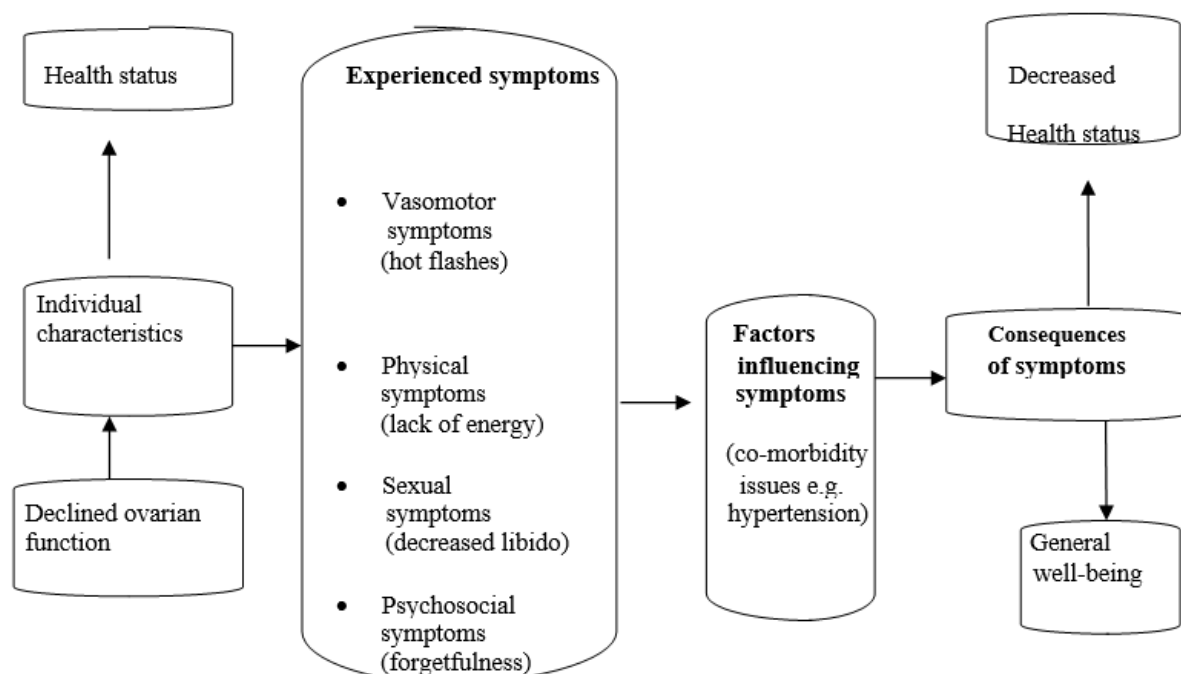 Health status
Individual
characteristics
Declined ovarian
function
Experienced symptoms
• Vasomotor
symptoms
(hot flashes)
• Physical
symptoms
(lack of energy)
• Sexual
symptoms
(decreased libido)
• Psychosocial
symptoms
(forgetfulness)
Factors
influencing
symptoms
(co-morbidity
issues e.g.
hypertension)
Decreased
Health status
Consequences
of symptoms
General
well-being